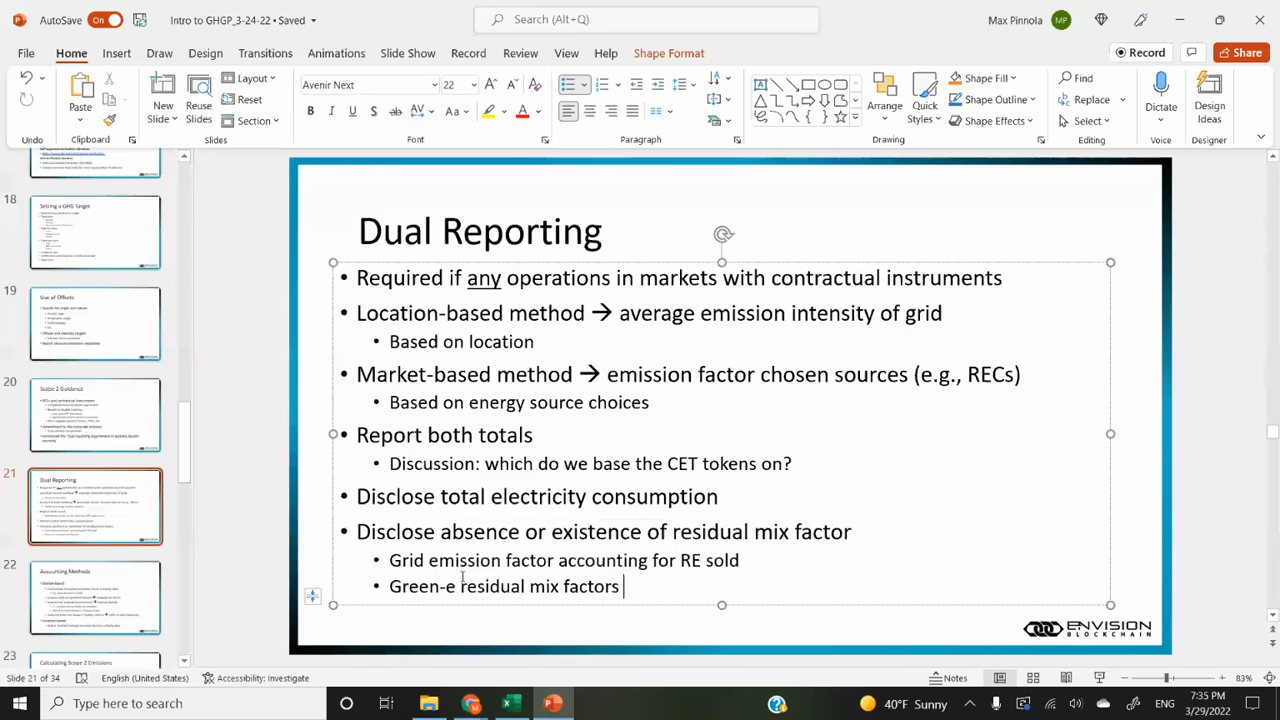 AutoSave On Intro to GHGP_3-24-22 • Saved Search (Alt+Q) Max Pinnola MP
File Home Insert Draw Design Transitions Animations Slide Show Record Review View Help Shape Format Record Share
Paste New Slide Reuse Slides Layout Reset Section Avenir Next 22 Arrange Quick Styles Shape Fill Shape Outline Shape Effects Find Replace Select Dictate Design Ideas
Undo Clipboard Slides Font Paragraph Drawing Editing Voice Designer
18
Setting a GHG Target
19
Use of Offsets
20
Scope 2 Guidance
21
Dual Reporting
22
Accounting Methods
23
Calculating Scope 2 Emissions
Dual Reporting
• Required if any operations in markets with contractual instruments
• Location-based method → average emission intensity of grid
• Based on location
• Market-based method → emission factor chosen sources (e.g., RECs)
• Based on energy source choices
• Report both totals
• Discussion: which do we base the CET tokens on?
• Disclose total electricity consumption
• Disclose absence or existence of residual mix factor
• Grid emission factor accounting for RE sold
• Green-e residual mix factors
ENVISION
BLOCKCHAIN
Slide 21 of 34 English (United States) Accessibility: Investigate Notes 83%
Type here to search 40°F Sunny 7:35 PM
3/29/2022